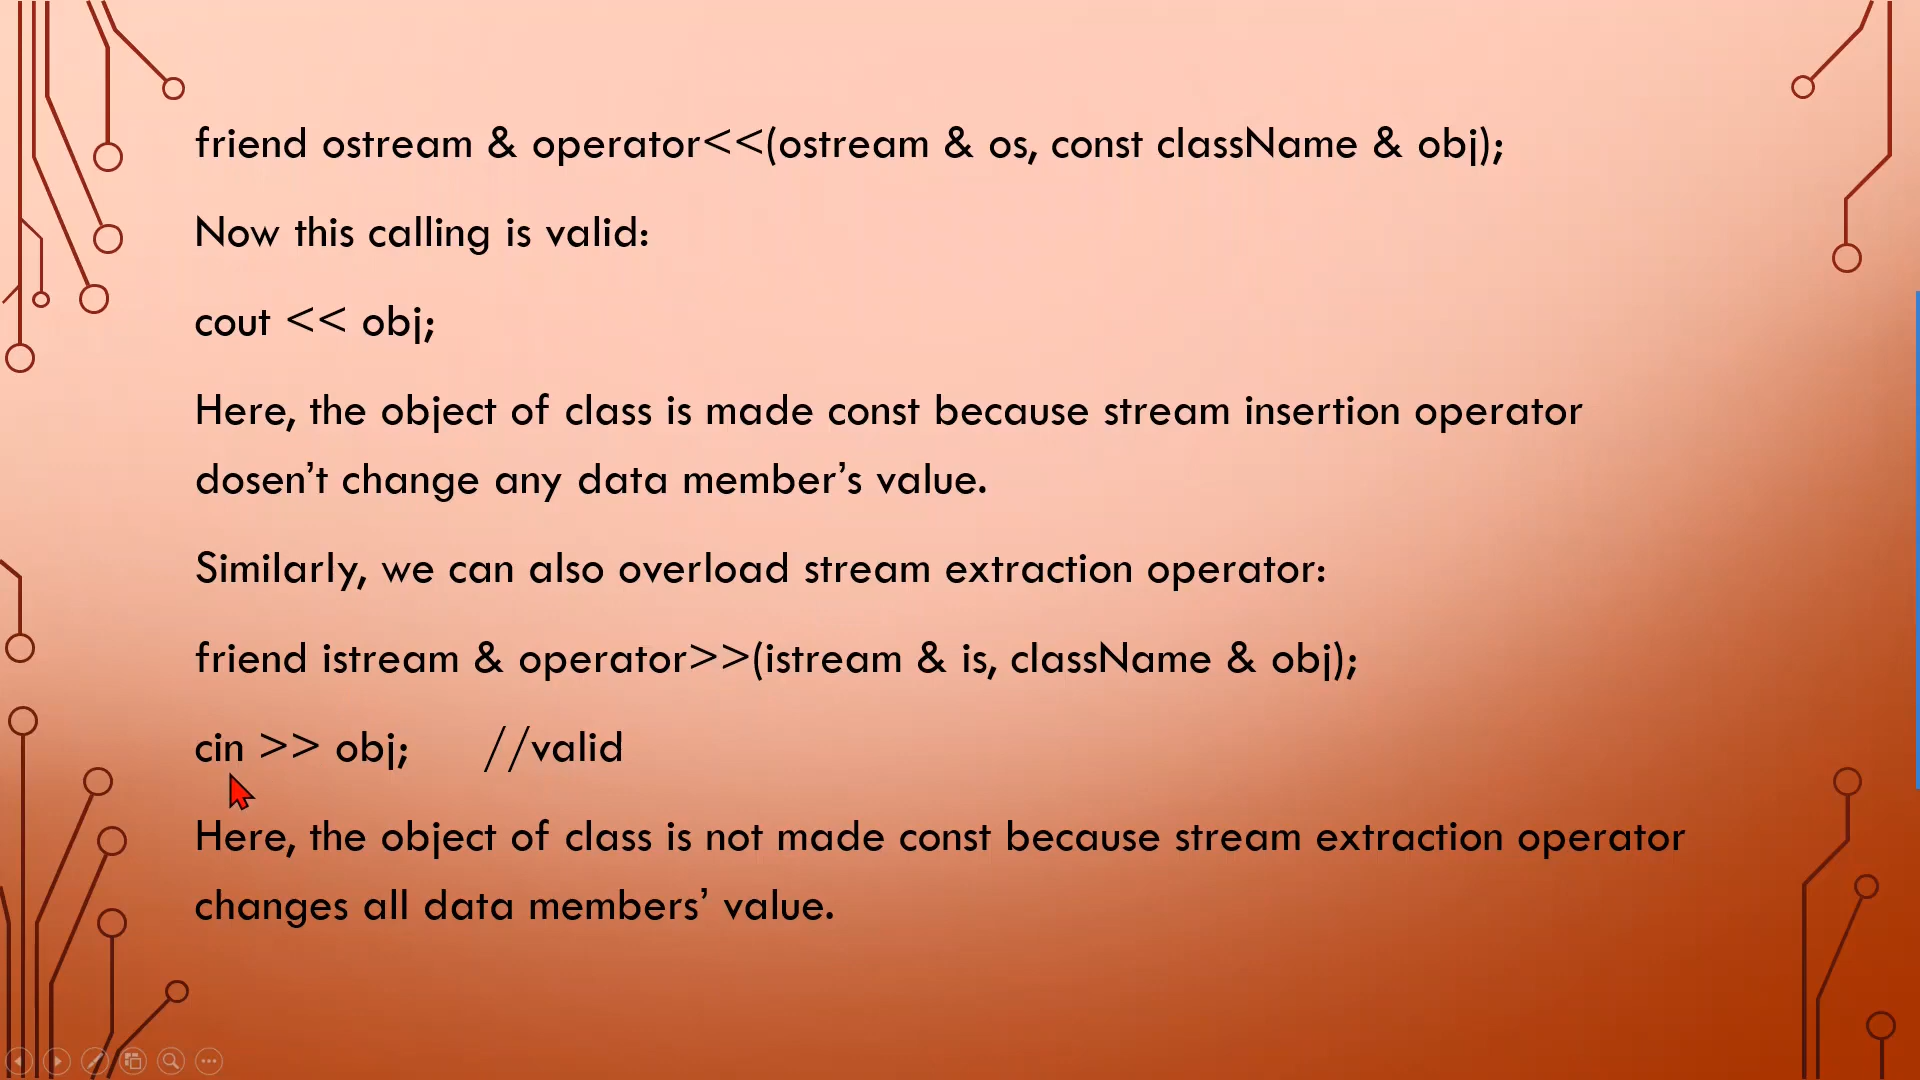 friend ostream & operator<<(ostream & os, const className & obj);
Now this calling is valid:
cout << obj;
Here, the object of class is made const because stream insertion operator
dosen’t change any data member’s value.
Similarly, we can also overload stream extraction operator:
friend istream & operator>>(istream & is, className & obj);
cin >> obj; //valid
Here, the object of class is not made const because stream extraction operator
changes all data members’ value.